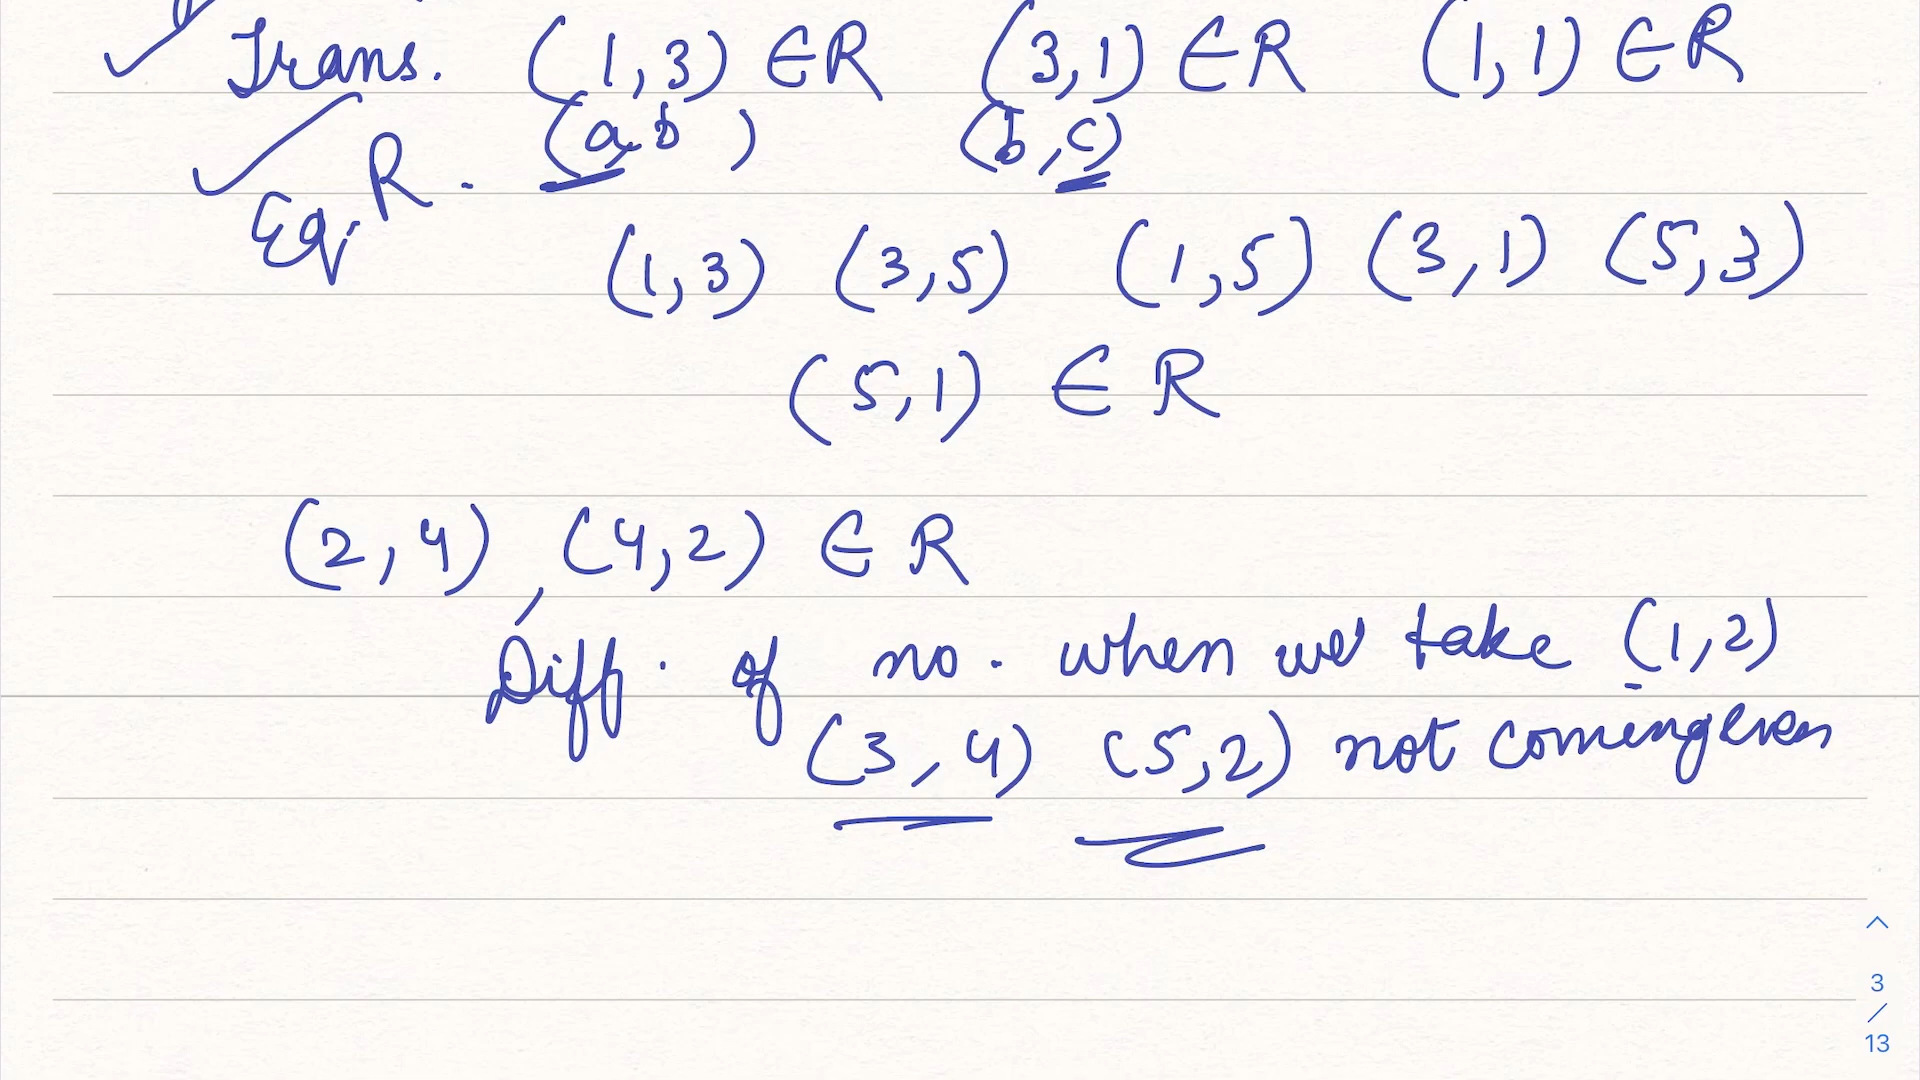 Trans. (1,3) ∈ R (3,1) ∈ R (1,1) ∈ R
(a,b) (b,c)
Eq. R.
(1,3) (3,5) (1,5) (3,1) (5,3)
(5,1) ∈ R
(2,4), (4,2) ∈ R
Diff. of no. when we take (1,2)
(3,4) (5,2) not coming even
3
/
13